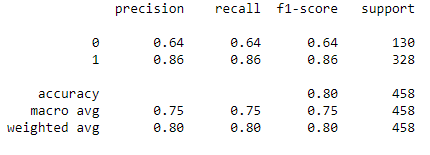 precision recall f1-score support
0 0.64 0.64 0.64 130
1 0.86 0.86 0.86 328
accuracy 0.80 458
macro avg 0.75 0.75 0.75 458
weighted avg 0.80 0.80 0.80 458